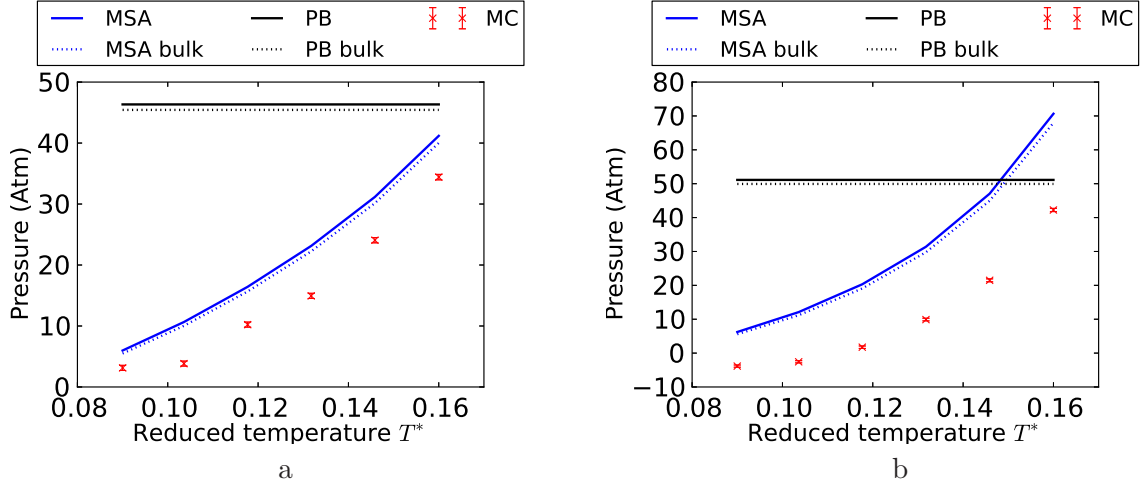 MSA PB MC
MSA bulk PB bulk
50
40
30
20
10
0
0.08 0.10 0.12 0.14 0.16
Pressure (Atm)
Reduced temperature T*
a
MSA PB MC
MSA bulk PB bulk
80
70
60
50
40
30
20
10
0
−10
0.08 0.10 0.12 0.14 0.16
Pressure (Atm)
Reduced temperature T*
b